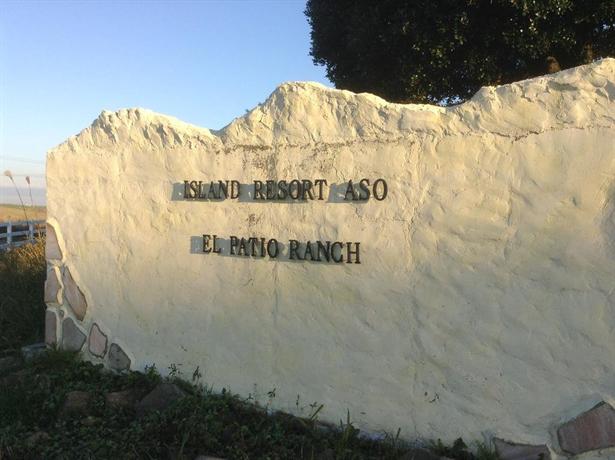 ISLAND RESORT ASO
EL PATIO RANCH